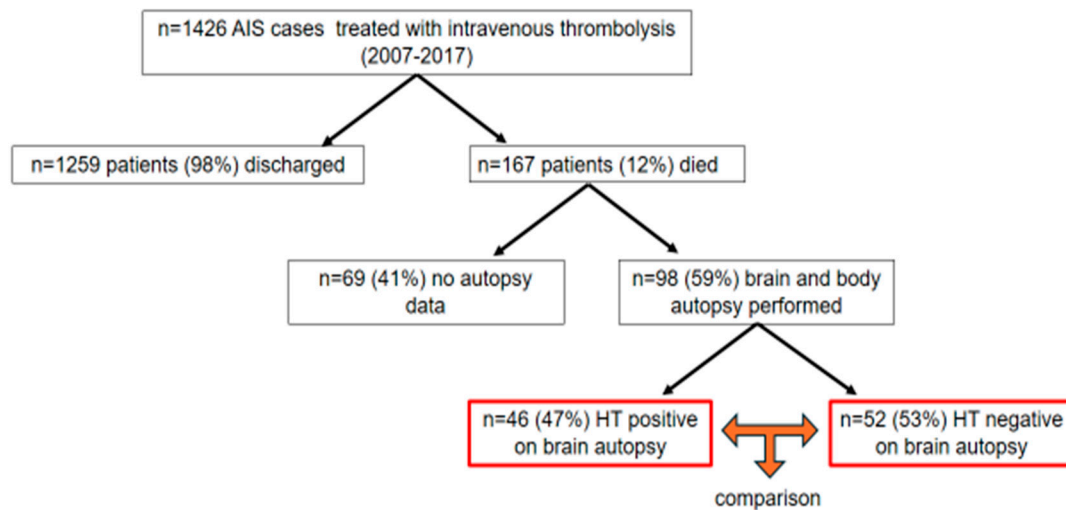 n=1426 AIS cases treated with intravenous thrombolysis
(2007-2017)
n=1259 patients (98%) discharged
n=167 patients (12%) died
n=69 (41%) no autopsy
data
n=98 (59%) brain and body
autopsy performed
n=46 (47%) HT positive
on brain autopsy
n=52 (53%) HT negative
on brain autopsy
comparison